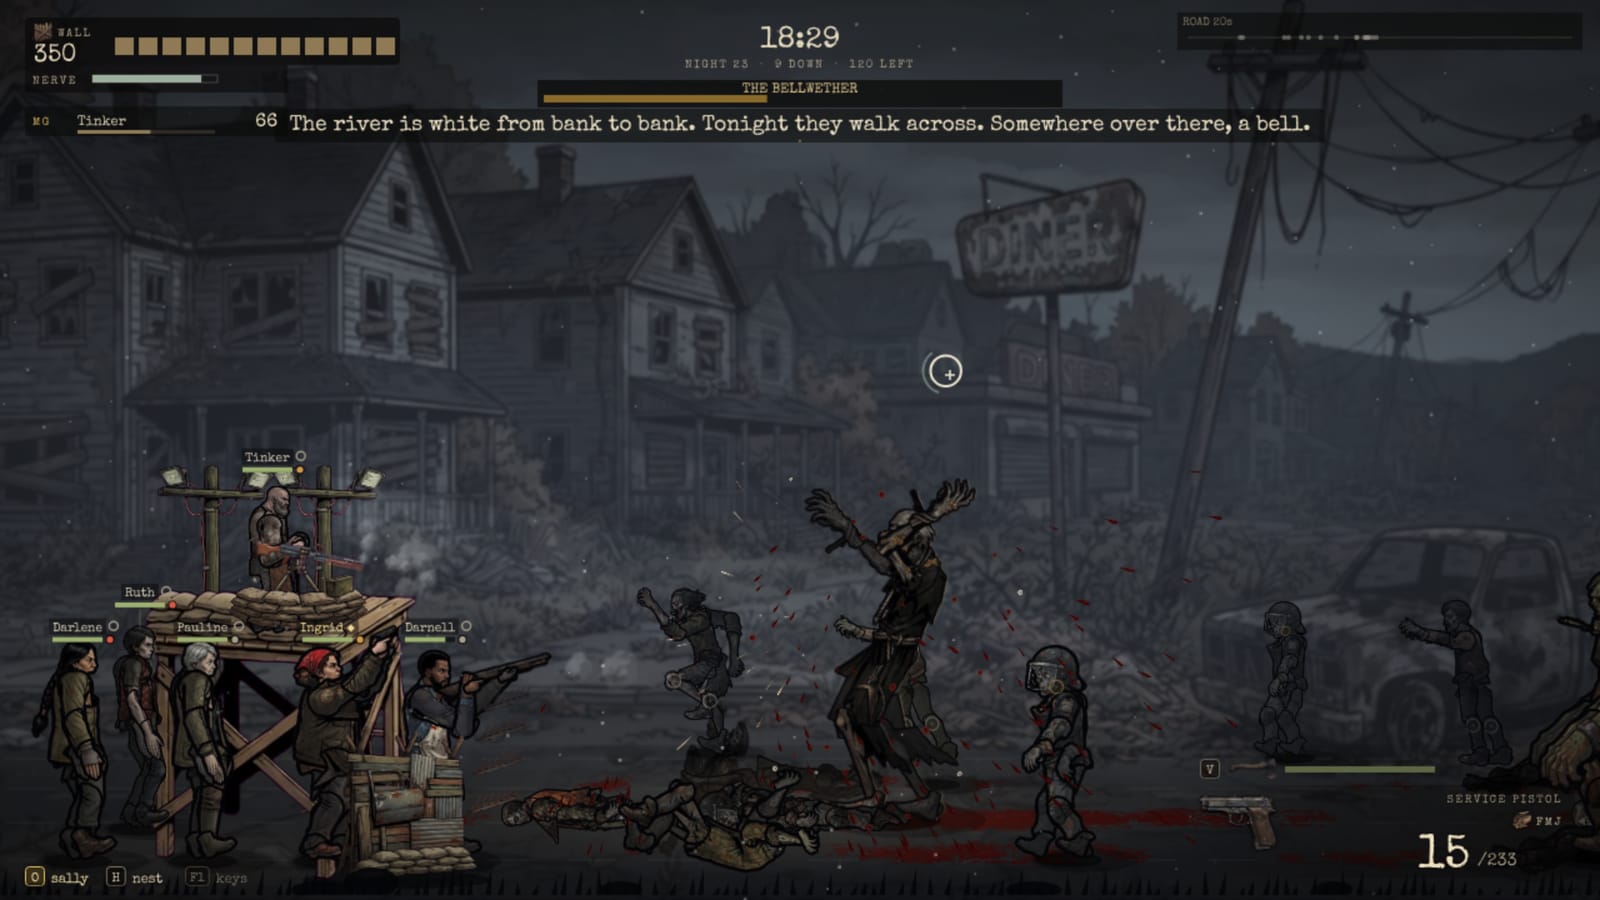 WALL
350
NERVE
MG Tinker 66
18:29
NIGHT 23 · 9 DOWN · 120 LEFT
THE BELLWETHER
The river is white from bank to bank. Tonight they walk across. Somewhere over there, a bell.
ROAD 20s
DINER
DINER
Tinker
Ruth
Darlene
Pauline
Ingrid
Darnell
V
SERVICE PISTOL
FMJ
15 /233
O sally H nest F1 keys